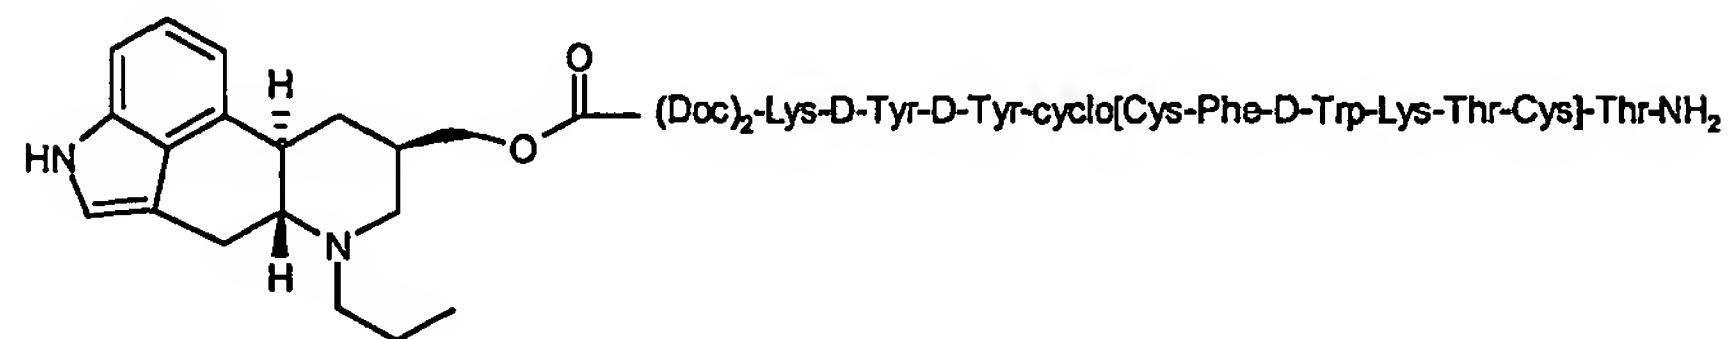 O
H
(Doc)2-Lys-D-Tyr-D-Tyr-cyclo[Cys-Phe-D-Trp-Lys-Thr-Cys]-Thr-NH2
HN
O
N
H